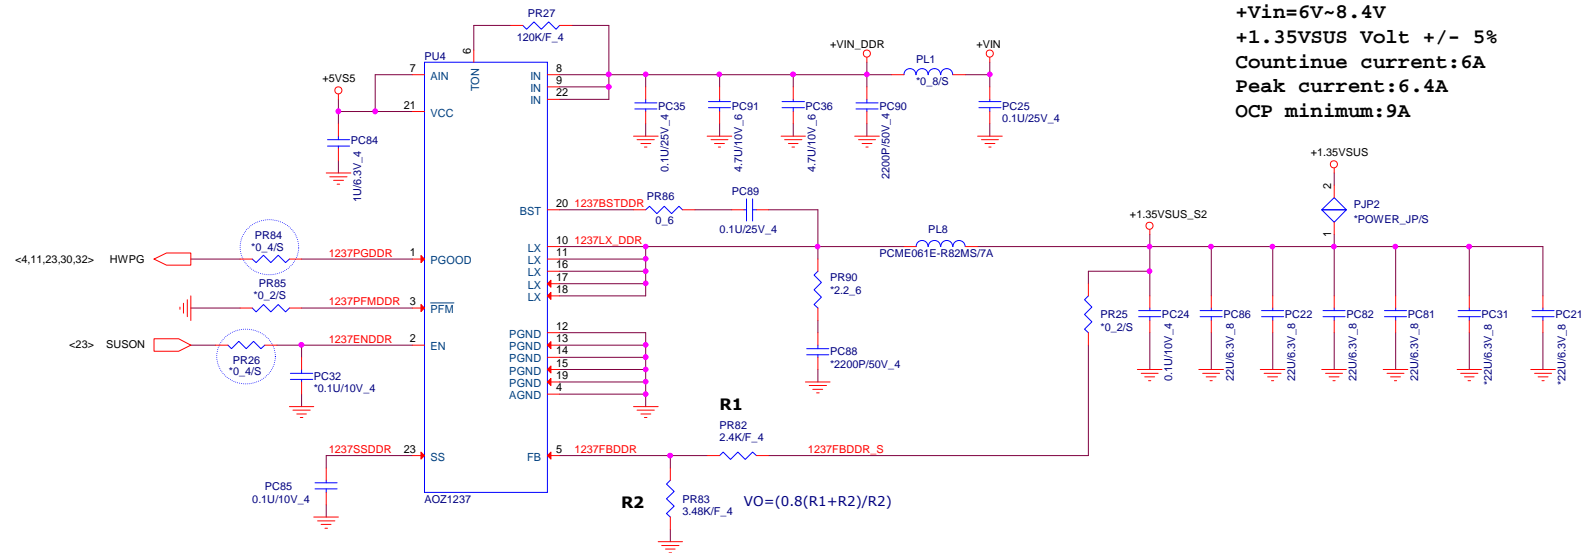 +Vin=6V~8.4V
+1.35VSUS Volt +/- 5%
Countinue current:6A
Peak current:6.4A
OCP minimum:9A
PR27
120K/F_4
6
PU4
TON
+5VS5
7
AIN
21
VCC
PC84
1U/6.3V_4
IN
8
IN
9
IN
22
+VIN_DDR
+VIN
PL1
*0_8/S
PC35
0.1U/25V_4
PC91
4.7U/10V_6
PC36
4.7U/10V_6
PC90
2200P/50V_4
PC25
0.1U/25V_4
BST
20
1237BSTDDR
PR86
0_6
PC89
0.1U/25V_4
+1.35VSUS
2
PJP2
*POWER_JP/S
1
+1.35VSUS_S2
LX
10
1237LX_DDR
LX
11
LX
16
LX
17
LX
18
PL8
PCME061E-R82MS/7A
PR90
*2.2_6
PC88
*2200P/50V_4
<4,11,23,30,32>
HWPG
PR84
*0_4/S
1237PGDDR
1
PGOOD
PR85
*0_2/S
1237PFMDDR
3
PFM
<23>
SUSON
PR26
*0_4/S
1237ENDDR
2
EN
PC32
*0.1U/10V_4
PGND
12
PGND
13
PGND
14
PGND
15
PGND
19
AGND
4
PR25
*0_2/S
PC24
0.1U/10V_4
PC86
22U/6.3V_8
PC22
22U/6.3V_8
PC82
22U/6.3V_8
PC81
22U/6.3V_8
PC31
*22U/6.3V_8
PC21
*22U/6.3V_8
1237SSDDR
23
SS
PC85
0.1U/10V_4
AOZ1237
FB
5
1237FBDDR
R1
PR82
2.4K/F_4
1237FBDDR_S
R2
PR83
3.48K/F_4
VO=(0.8(R1+R2)/R2)